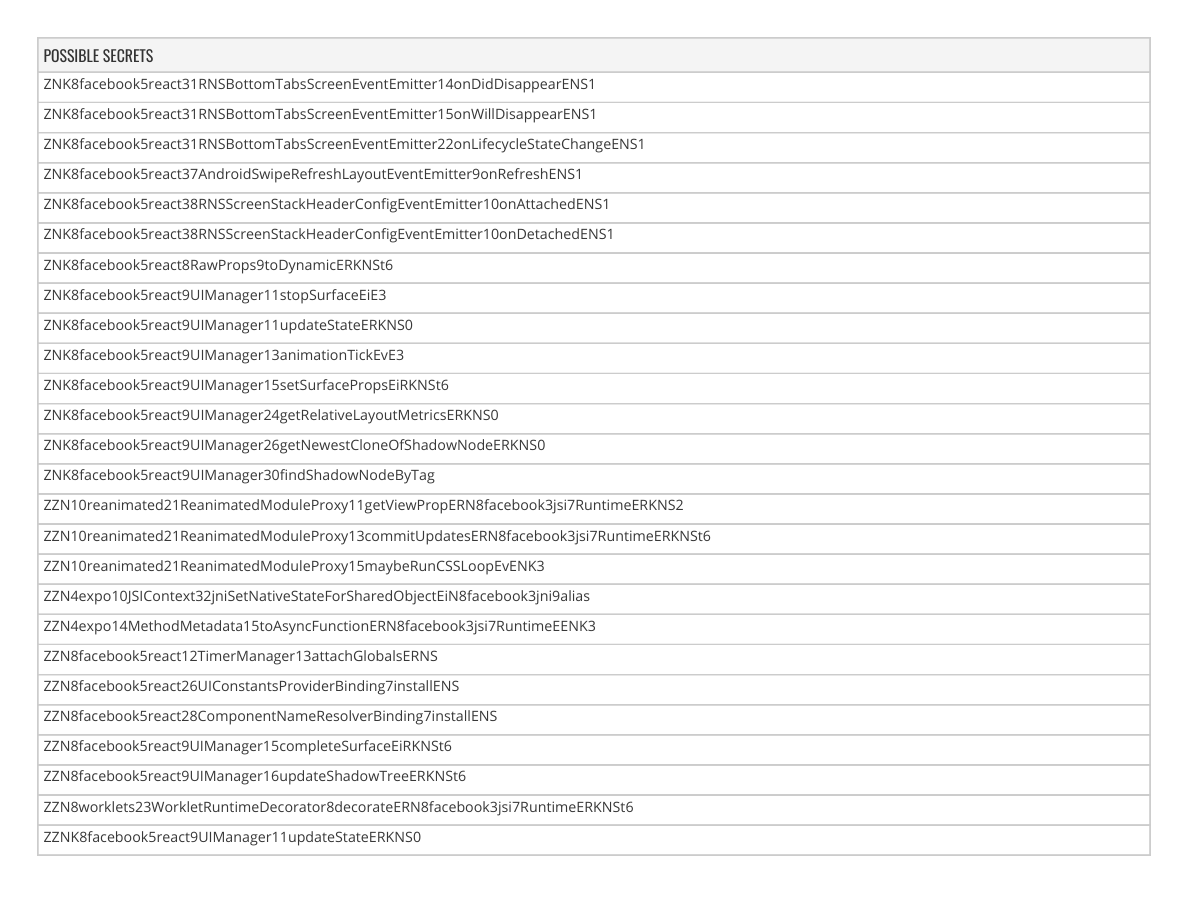 POSSIBLE SECRETS
ZNK8facebook5react31RNSBottomTabsScreenEventEmitter14onDidDisappearENS1
ZNK8facebook5react31RNSBottomTabsScreenEventEmitter15onWillDisappearENS1
ZNK8facebook5react31RNSBottomTabsScreenEventEmitter22onLifecycleStateChangeENS1
ZNK8facebook5react37AndroidSwipeRefreshLayoutEventEmitter9onRefreshENS1
ZNK8facebook5react38RNSScreenStackHeaderConfigEventEmitter10onAttachedENS1
ZNK8facebook5react38RNSScreenStackHeaderConfigEventEmitter10onDetachedENS1
ZNK8facebook5react8RawProps9toDynamicERKNSt6
ZNK8facebook5react9UIManager11stopSurfaceEiE3
ZNK8facebook5react9UIManager11updateStateERKNS0
ZNK8facebook5react9UIManager13animationTickEvE3
ZNK8facebook5react9UIManager15setSurfacePropsEiRKNSt6
ZNK8facebook5react9UIManager24getRelativeLayoutMetricsERKNS0
ZNK8facebook5react9UIManager26getNewestCloneOfShadowNodeERKNS0
ZNK8facebook5react9UIManager30findShadowNodeByTag
ZZN10reanimated21ReanimatedModuleProxy11getViewPropERN8facebook3jsi7RuntimeERKNS2
ZZN10reanimated21ReanimatedModuleProxy13commitUpdatesERN8facebook3jsi7RuntimeERKNSt6
ZZN10reanimated21ReanimatedModuleProxy15maybeRunCSSLoopEvENK3
ZZN4expo10JSIContext32jniSetNativeStateForSharedObjectEiN8facebook3jni9alias
ZZN4expo14MethodMetadata15toAsyncFunctionERN8facebook3jsi7RuntimeEENK3
ZZN8facebook5react12TimerManager13attachGlobalsERNS
ZZN8facebook5react26UIConstantsProviderBinding7installENS
ZZN8facebook5react28ComponentNameResolverBinding7installENS
ZZN8facebook5react9UIManager15completeSurfaceEiRKNSt6
ZZN8facebook5react9UIManager16updateShadowTreeERKNSt6
ZZN8worklets23WorkletRuntimeDecorator8decorateERN8facebook3jsi7RuntimeERKNSt6
ZZNK8facebook5react9UIManager11updateStateERKNS0